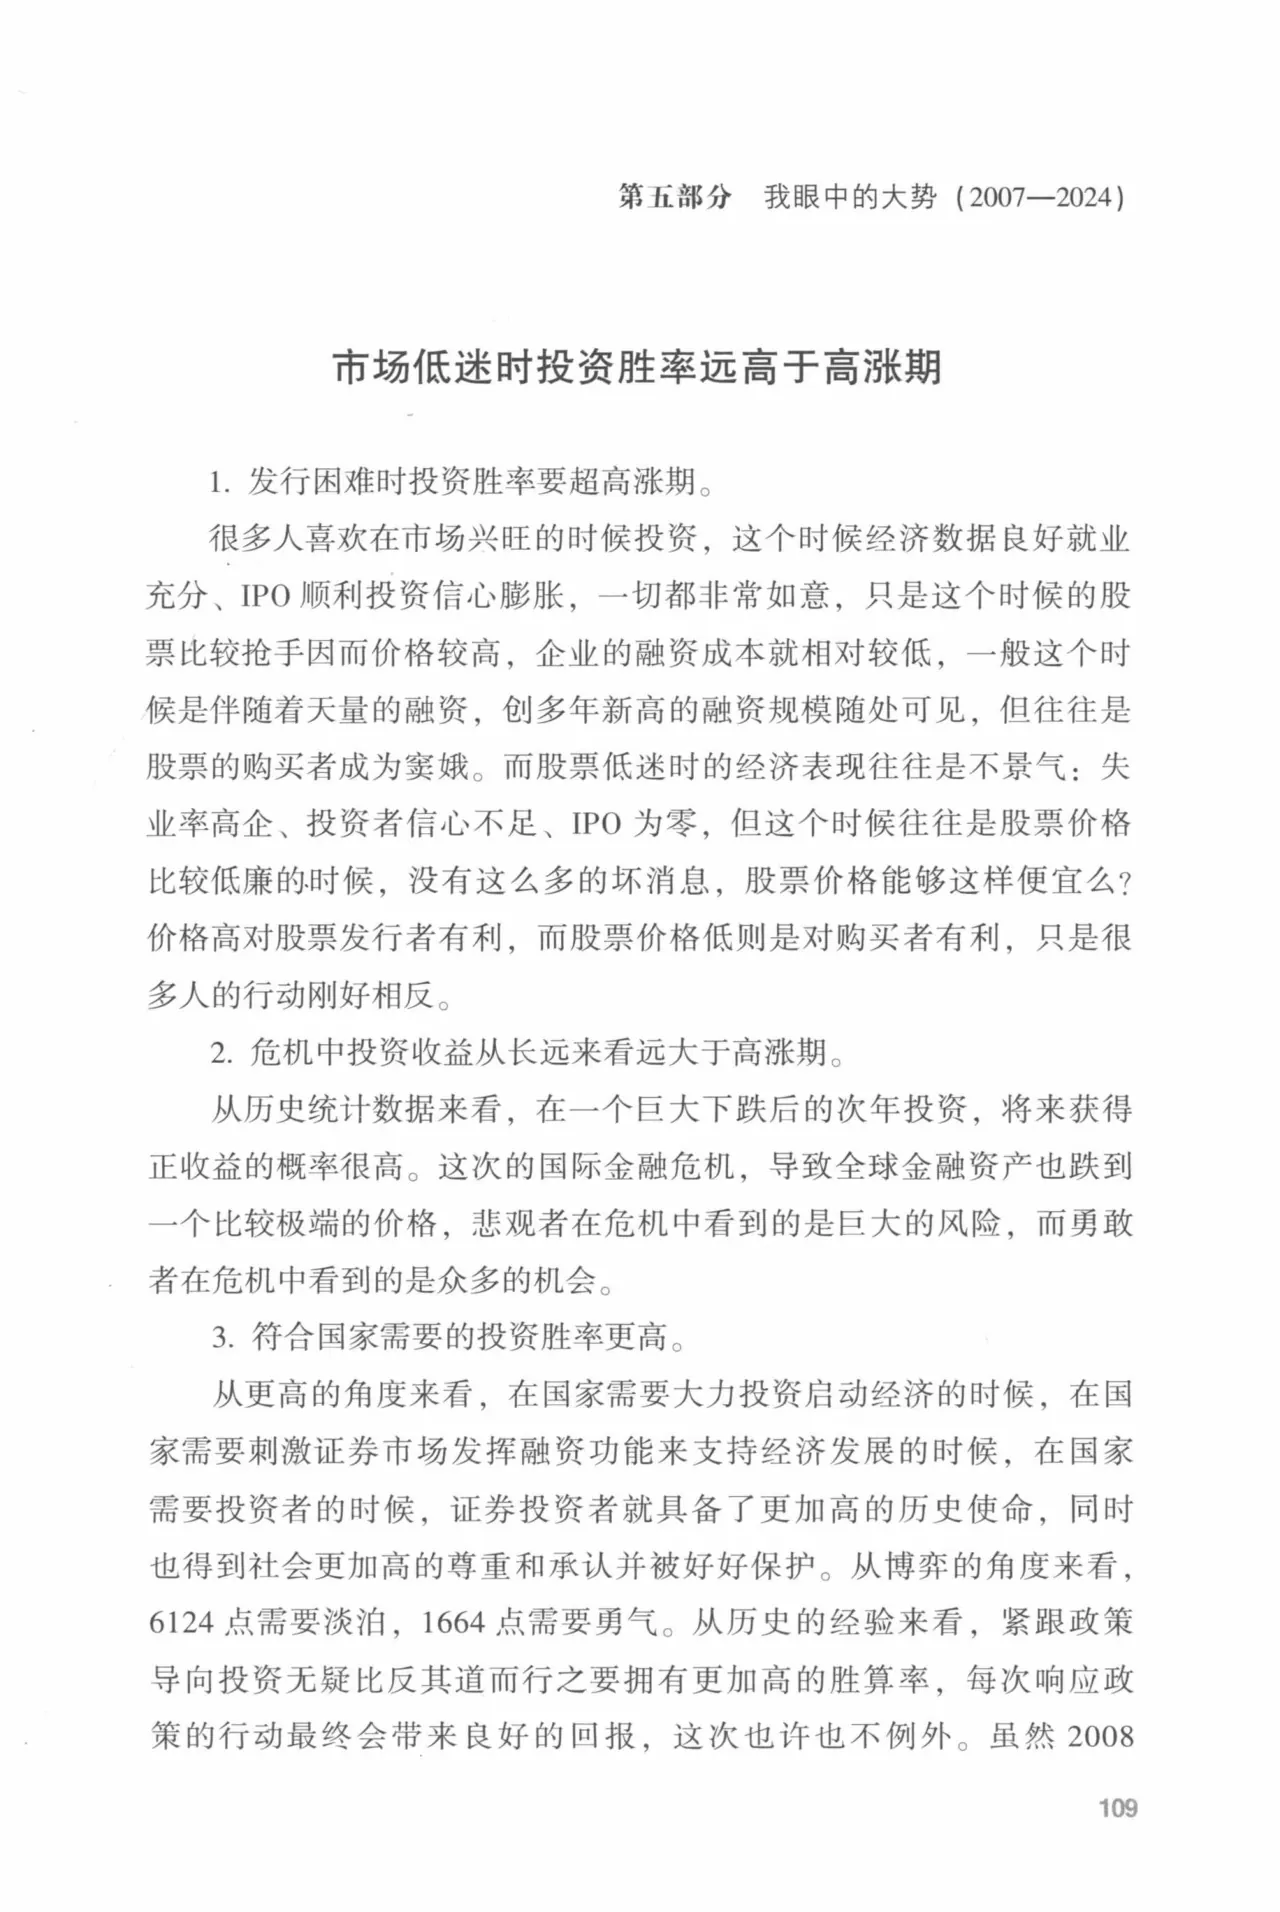 第五部分 我眼中的大势（2007—2024）
市场低迷时投资胜率远高于高涨期
1. 发行困难时投资胜率要超高涨期。
很多人喜欢在市场兴旺的时候投资，这个时候经济数据良好就业
充分、IPO 顺利投资信心膨胀，一切都非常如意，只是这个时候的股
票比较抢手因而价格较高，企业的融资成本就相对较低，一般这个时
候是伴随着天量的融资，创多年新高的融资规模随处可见，但往往是
股票的购买者成为窦娥。而股票低迷时的经济表现往往是不景气：失
业率高企、投资者信心不足、IPO 为零，但这个时候往往是股票价格
比较低廉的时候，没有这么多的坏消息，股票价格能够这样便宜么？
价格高对股票发行者有利，而股票价格低则是对购买者有利，只是很
多人的行动刚好相反。
2. 危机中投资收益从长远来看远大于高涨期。
从历史统计数据来看，在一个巨大下跌后的次年投资，将来获得
正收益的概率很高。这次的国际金融危机，导致全球金融资产也跌到
一个比较极端的价格，悲观者在危机中看到的是巨大的风险，而勇敢
者在危机中看到的是众多的机会。
3. 符合国家需要的投资胜率更高。
从更高的角度来看，在国家需要大力投资启动经济的时候，在国
家需要刺激证券市场发挥融资功能来支持经济发展的时候，在国家
需要投资者的时候，证券投资者就具备了更加高的历史使命，同时
也得到社会更加高的尊重和承认并被好好保护。从博弈的角度来看，
6124 点需要淡泊，1664 点需要勇气。从历史的经验来看，紧跟政策
导向投资无疑比反其道而行之要拥有更加高的胜算率，每次响应政
策的行动最终会带来良好的回报，这次也许也不例外。虽然 2008
109